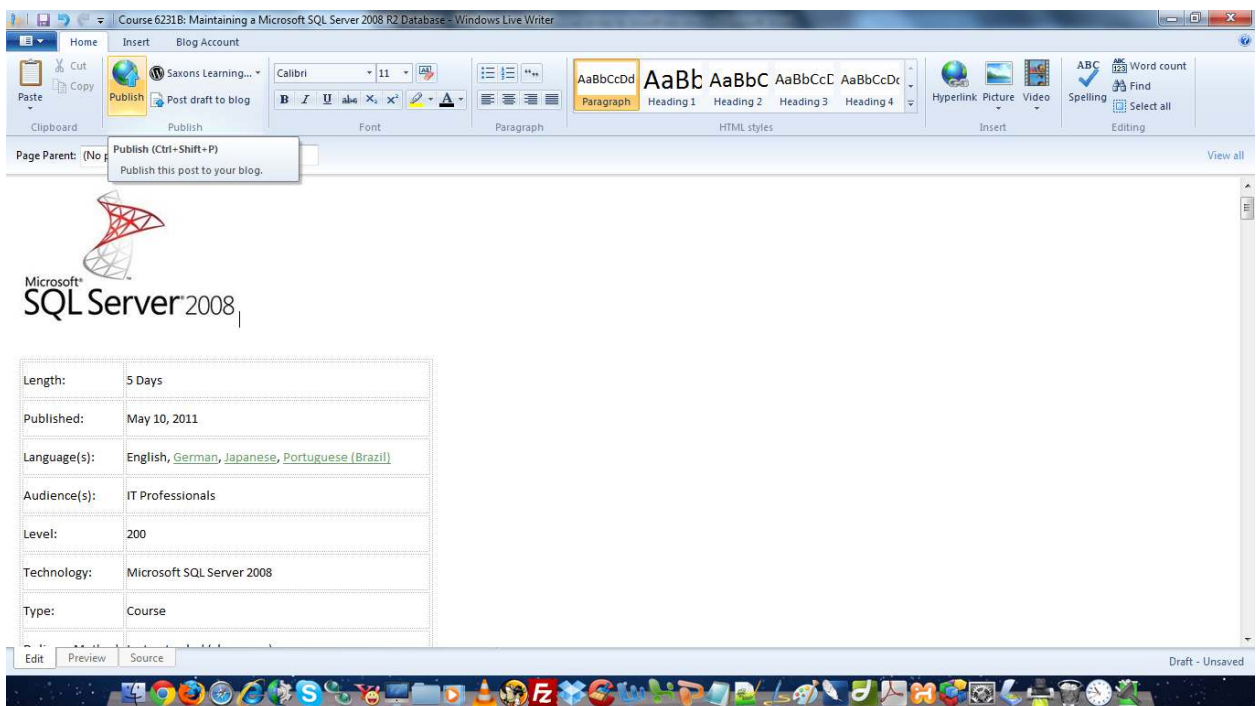 Course 6231B: Maintaining a Microsoft SQL Server 2008 R2 Database - Windows Live Writer
Home Insert Blog Account
Paste
Cut
Copy
Clipboard
Publish
Saxons Learning...
Post draft to blog
Publish
Calibri 11
B I U abc X₂ X²
A
Font
Paragraph
AaBbCcDd AaBb AaBbC AaBbCcD AaBbCcDc
Paragraph Heading 1 Heading 2 Heading 3 Heading 4
HTML styles
Hyperlink Picture Video
Insert
ABC
Spelling
Word count
Find
Select all
Editing
Page Parent: (No p
View all
Publish (Ctrl+Shift+P)
Publish this post to your blog.
Microsoft®
SQL Server® 2008
Length: 5 Days
Published: May 10, 2011
Language(s): English, German, Japanese, Portuguese (Brazil)
Audience(s): IT Professionals
Level: 200
Technology: Microsoft SQL Server 2008
Type: Course
Edit Preview Source
Draft - Unsaved